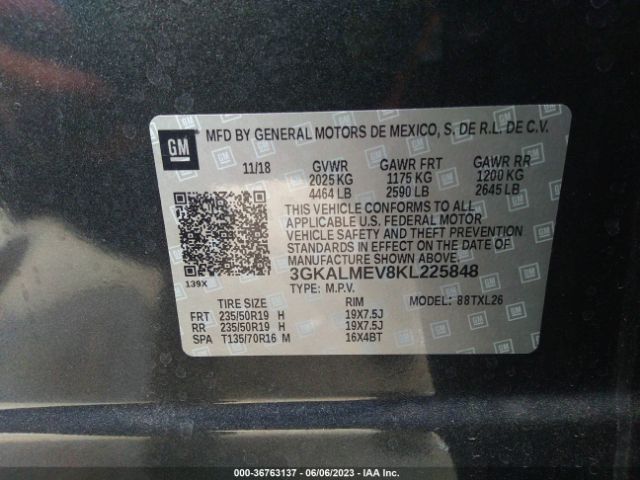 GM
MFD BY GENERAL MOTORS DE MEXICO, S. DE R.L. DE C.V.
11/18 GVWR GAWR FRT GAWR RR
2025 KG 1175 KG 1200 KG
4464 LB 2590 LB 2645 LB
THIS VEHICLE CONFORMS TO ALL
APPLICABLE U.S. FEDERAL MOTOR
VEHICLE SAFETY AND THEFT PREVENTION
STANDARDS IN EFFECT ON THE DATE OF
MANUFACTURE SHOWN ABOVE.
139X
3GKALMEV8KL225848
TYPE: M.P.V. MODEL: 88TXL26
TIRE SIZE RIM
FRT 235/50R19 H 19X7.5J
RR 235/50R19 H 19X7.5J
SPA T135/70R16 M 16X4BT
000-36763137 - 06/06/2023 - IAA Inc.